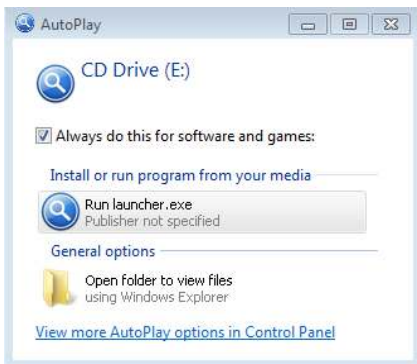 AutoPlay
CD Drive (E:)
Always do this for software and games:
Install or run program from your media
Run launcher.exe
Publisher not specified
General options
Open folder to view files
using Windows Explorer
View more AutoPlay options in Control Panel